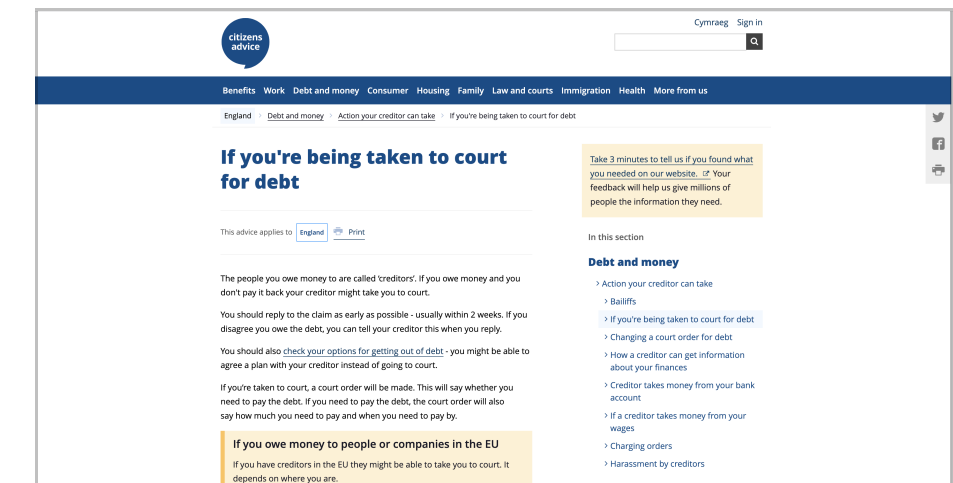 Cymraeg Sign in
citizens
advice
Benefits Work Debt and money Consumer Housing Family Law and courts Immigration Health More from us
England > Debt and money > Action your creditor can take > If you're being taken to court for debt
If you're being taken to court
for debt
This advice applies to England Print
The people you owe money to are called ‘creditors’. If you owe money and you
don't pay it back your creditor might take you to court.
You should reply to the claim as early as possible - usually within 2 weeks. If you
disagree you owe the debt, you can tell your creditor this when you reply.
You should also check your options for getting out of debt - you might be able to
agree a plan with your creditor instead of going to court.
If you're taken to court, a court order will be made. This will say whether you
need to pay the debt. If you need to pay the debt, the court order will also
say how much you need to pay and when you need to pay by.
If you owe money to people or companies in the EU
If you have creditors in the EU they might be able to take you to court. It
depends on where you are.
Take 3 minutes to tell us if you found what
you needed on our website. Your
feedback will help us give millions of
people the information they need.
In this section
Debt and money
> Action your creditor can take
> Bailiffs
> If you're being taken to court for debt
> Changing a court order for debt
> How a creditor can get information
about your finances
> Creditor takes money from your bank
account
> If a creditor takes money from your
wages
> Charging orders
> Harassment by creditors